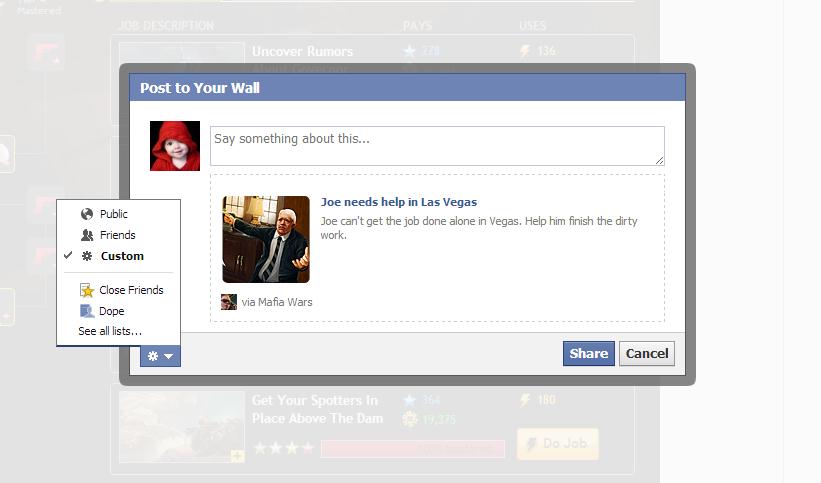 Mastered
JOB DESCRIPTION PAYS USES
Uncover Rumors 278 136
About Governor
Post to Your Wall
Say something about this...
Joe needs help in Las Vegas
Joe can't get the job done alone in Vegas. Help him finish the dirty
work.
via Mafia Wars
Public
Friends
Custom
Close Friends
Dope
See all lists...
Share Cancel
Get Your Spotters In 364 180
Place Above The Dam 19,375
Do Job